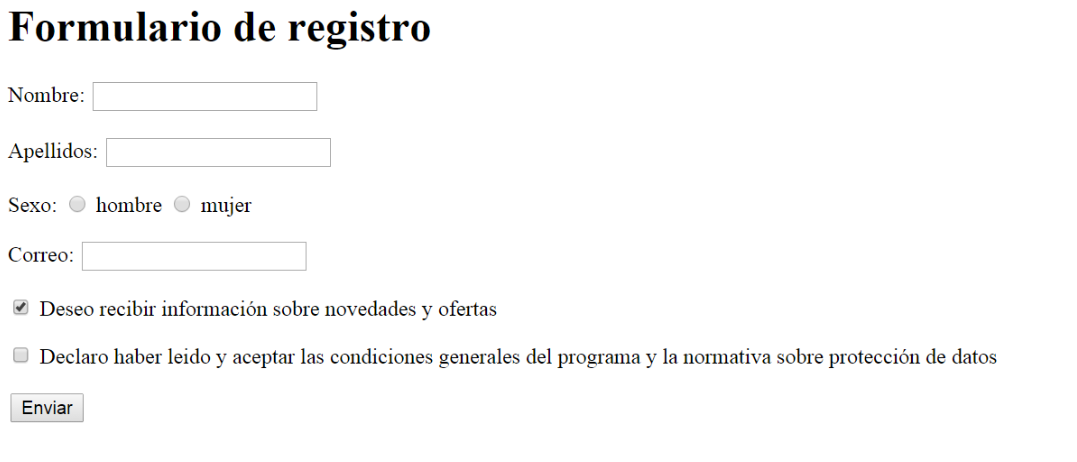 Formulario de registro
Nombre:
Apellidos:
Sexo: hombre mujer
Correo:
Deseo recibir información sobre novedades y ofertas
Declaro haber leido y aceptar las condiciones generales del programa y la normativa sobre protección de datos
Enviar